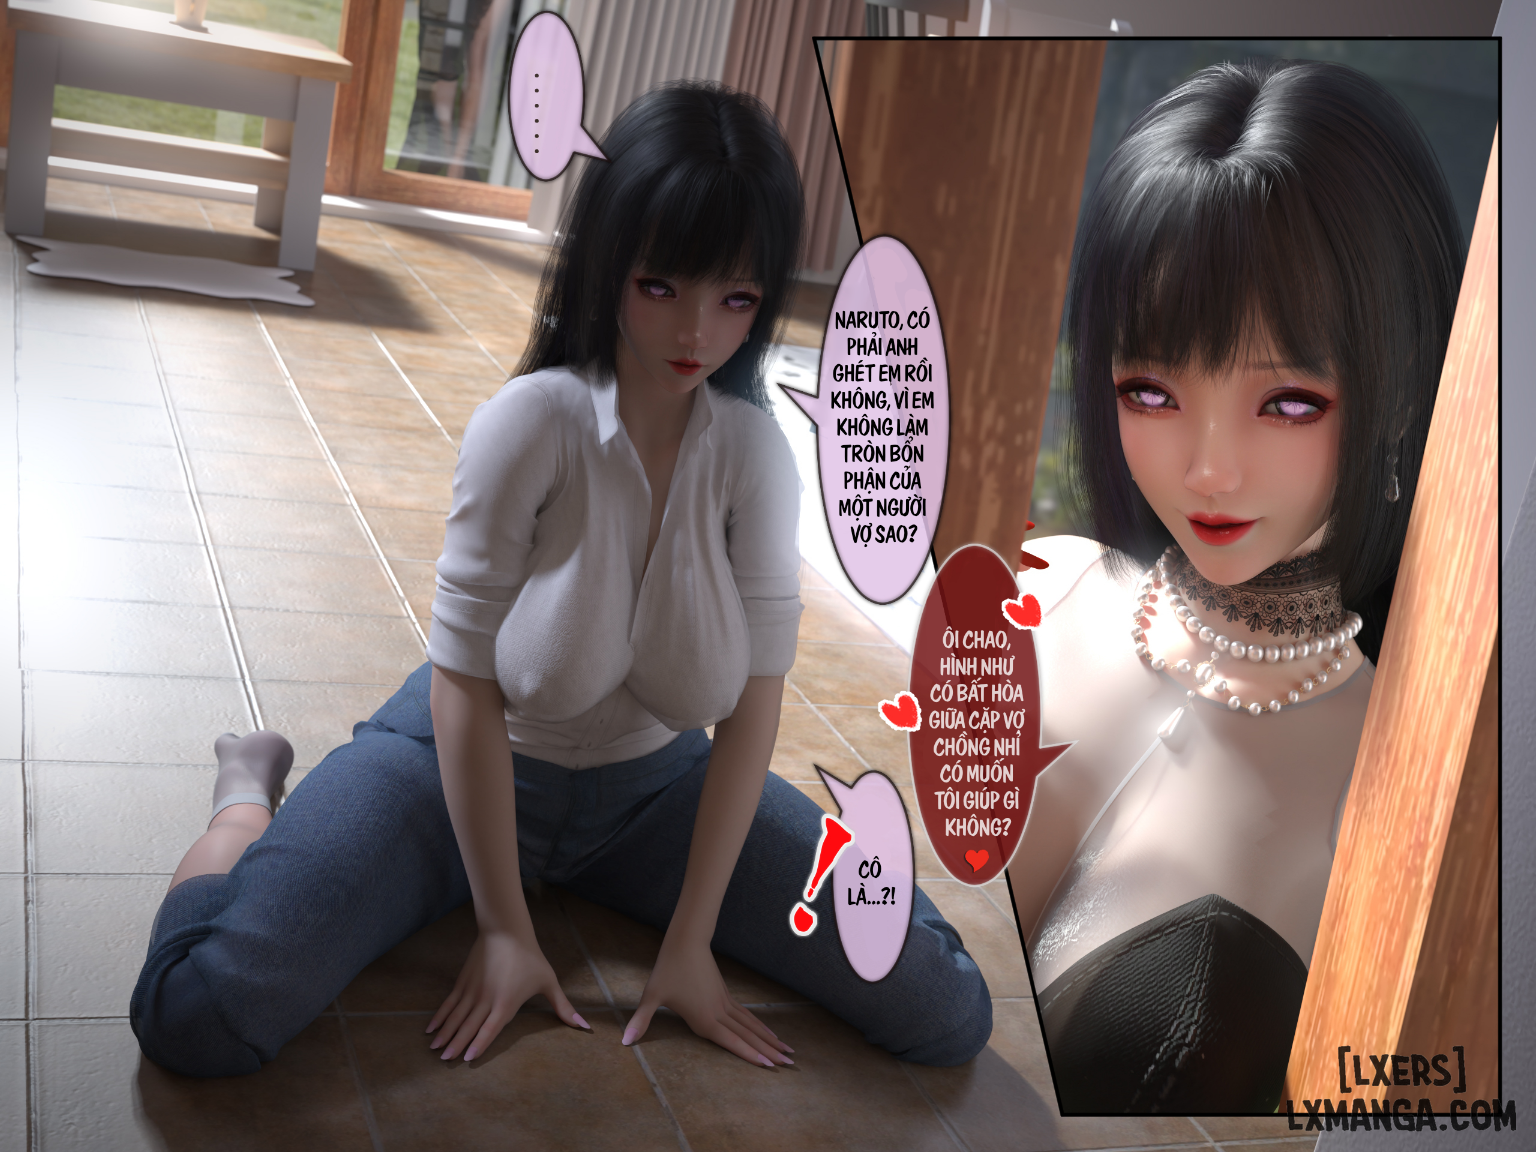 ......
NARUTO, CÓ
PHẢI ANH
GHÉT EM RỒI
KHÔNG, VÌ EM
KHÔNG LÀM
TRÒN BỔN
PHẬN CỦA
MỘT NGƯỜI
VỢ SAO?
ÔI CHAO,
HÌNH NHƯ
CÓ BẤT HÒA
GIỮA CẶP VỢ
CHỒNG NHỈ
CÓ MUỐN
TÔI GIÚP GÌ
KHÔNG?
!
CÔ
LÀ...?!
[LXERS]
LXMANGA.COM